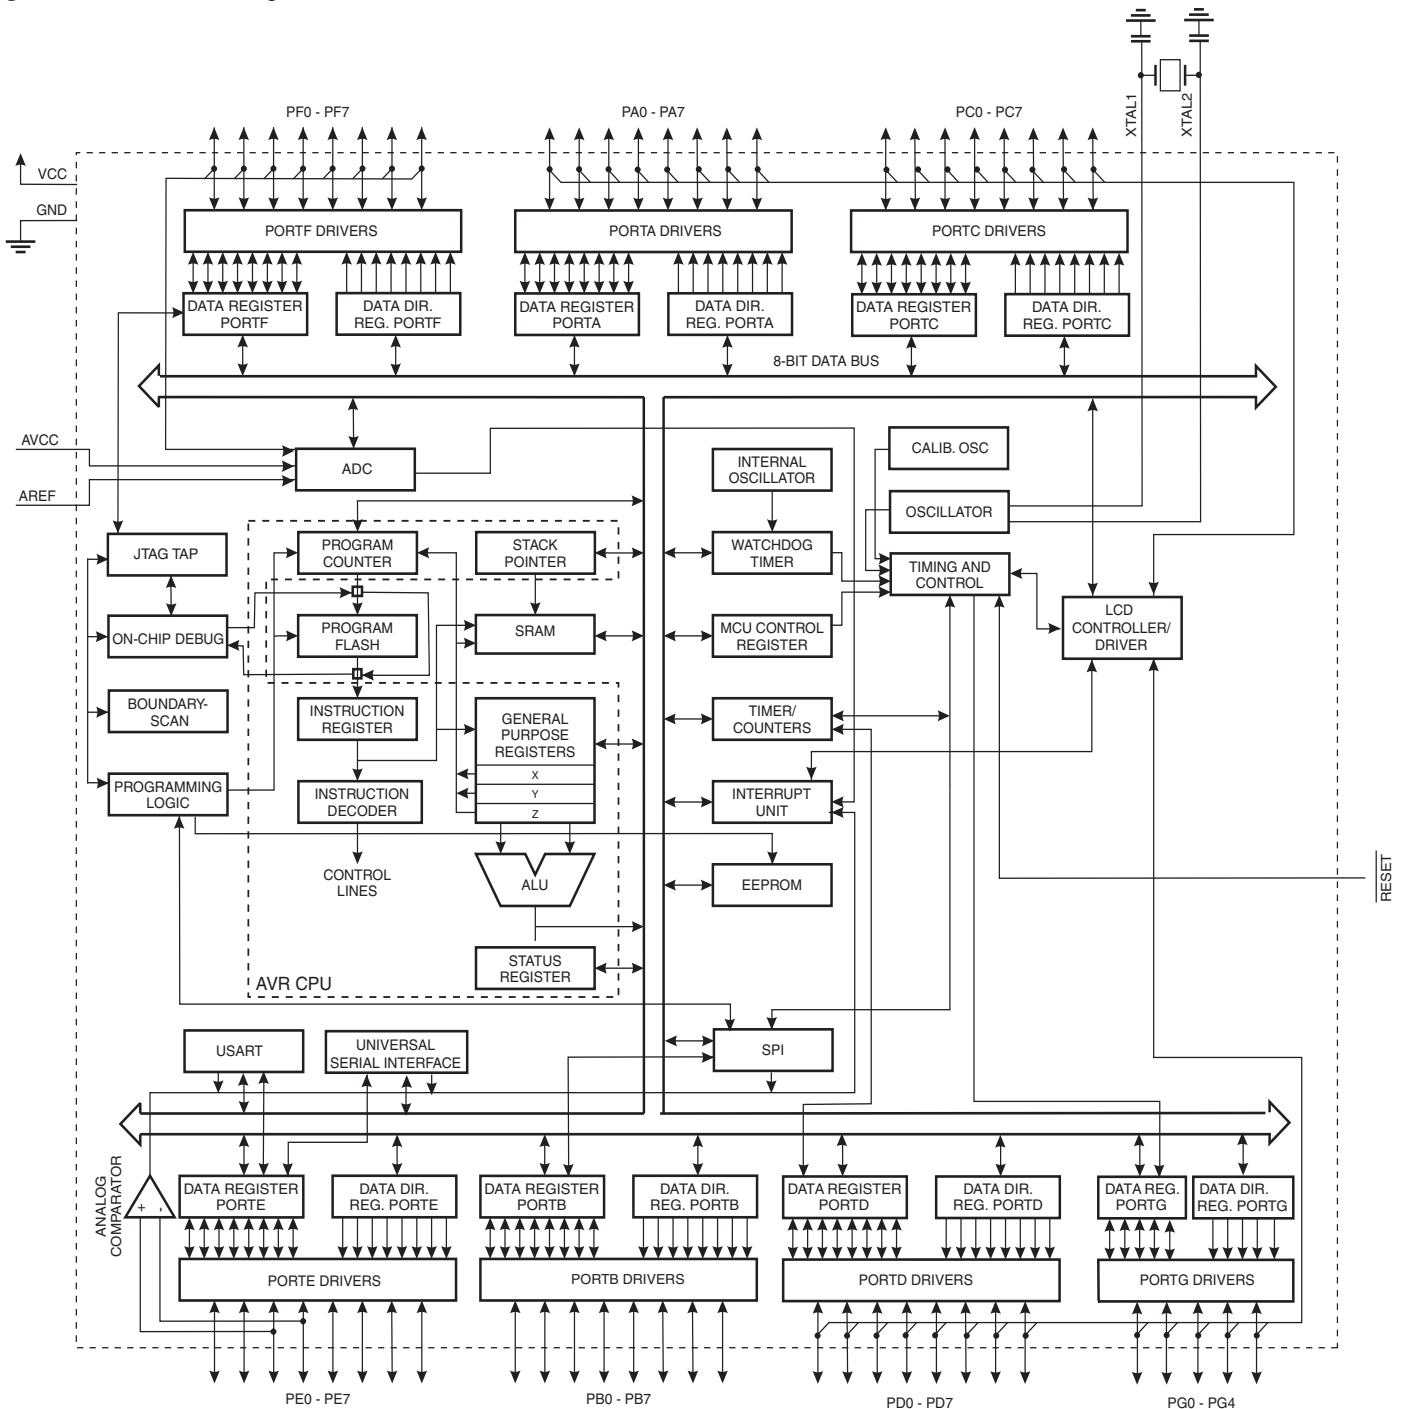 XTAL1
XTAL2
PF0 - PF7
PA0 - PA7
PC0 - PC7
VCC
GND
PORTF DRIVERS
PORTA DRIVERS
PORTC DRIVERS
DATA REGISTER
PORTF
DATA DIR.
REG. PORTF
DATA REGISTER
PORTA
DATA DIR.
REG. PORTA
DATA REGISTER
PORTC
DATA DIR.
REG. PORTC
8-BIT DATA BUS
AVCC
AREF
ADC
INTERNAL
OSCILLATOR
CALIB. OSC
OSCILLATOR
JTAG TAP
PROGRAM
COUNTER
STACK
POINTER
WATCHDOG
TIMER
TIMING AND
CONTROL
LCD
CONTROLLER/
DRIVER
ON-CHIP DEBUG
PROGRAM
FLASH
SRAM
MCU CONTROL
REGISTER
BOUNDARY-
SCAN
INSTRUCTION
REGISTER
GENERAL
PURPOSE
REGISTERS
X
Y
Z
TIMER/
COUNTERS
PROGRAMMING
LOGIC
INSTRUCTION
DECODER
INTERRUPT
UNIT
CONTROL
LINES
ALU
EEPROM
RESET
STATUS
REGISTER
AVR CPU
USART
UNIVERSAL
SERIAL INTERFACE
SPI
ANALOG
COMPARATOR
+
-
DATA REGISTER
PORTE
DATA DIR.
REG. PORTE
DATA REGISTER
PORTB
DATA DIR.
REG. PORTB
DATA REGISTER
PORTD
DATA DIR.
REG. PORTD
DATA REG.
PORTG
DATA DIR.
REG. PORTG
PORTE DRIVERS
PORTB DRIVERS
PORTD DRIVERS
PORTG DRIVERS
PE0 - PE7
PB0 - PB7
PD0 - PD7
PG0 - PG4